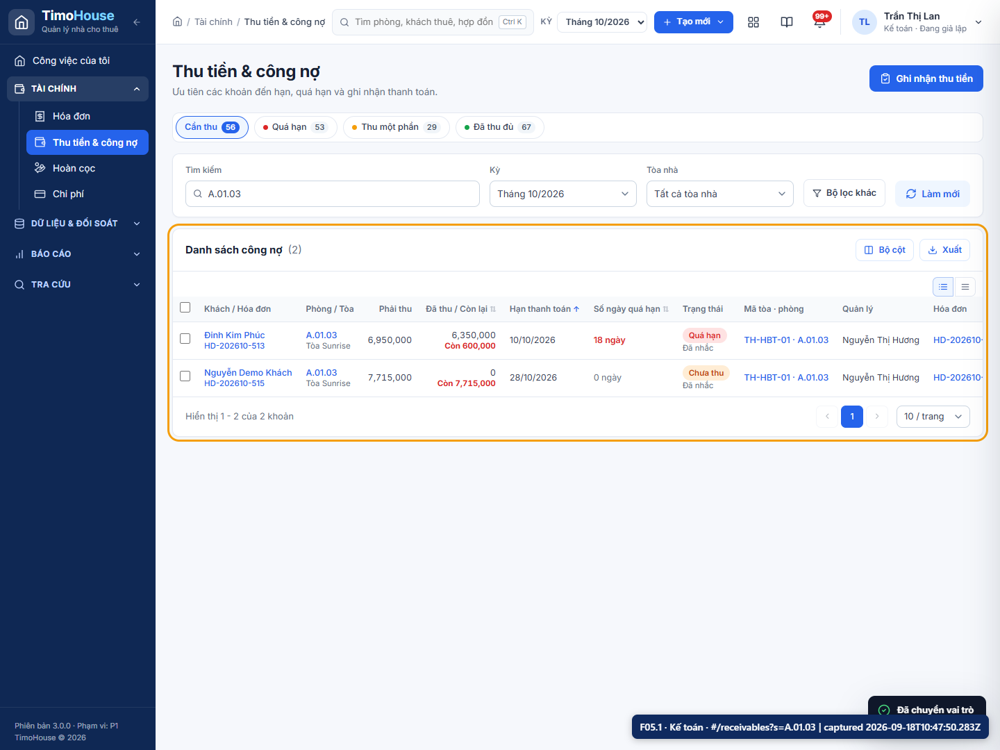 TimoHouse
Quản lý nhà cho thuê
Công việc của tôi
TÀI CHÍNH
Hóa đơn
Thu tiền & công nợ
Hoàn cọc
Chi phí
DỮ LIỆU & ĐỐI SOÁT
BÁO CÁO
TRA CỨU
Phiên bản 3.0.0 · Phạm vi: P1
TimoHouse © 2026
/ Tài chính / Thu tiền & công nợ
Tìm phòng, khách thuê, hợp đồn Ctrl K
KỲ Tháng 10/2026
Tạo mới
99+
TL
Trần Thị Lan
Kế toán · Đang giả lập
Thu tiền & công nợ
Ưu tiên các khoản đến hạn, quá hạn và ghi nhận thanh toán.
Ghi nhận thu tiền
Cần thu 56
Quá hạn 53
Thu một phần 29
Đã thu đủ 67
Tìm kiếm
A.01.03
Kỳ
Tháng 10/2026
Tòa nhà
Tất cả tòa nhà
Bộ lọc khác
Làm mới
Danh sách công nợ (2)
Bộ cột
Xuất
Khách / Hóa đơn Phòng / Tòa Phải thu Đã thu / Còn lại Hạn thanh toán Số ngày quá hạn Trạng thái Mã tòa · phòng Quản lý Hóa đơn
Đinh Kim Phúc A.01.03 6,950,000 6,350,000 10/10/2026 18 ngày Quá hạn TH-HBT-01 · A.01.03 Nguyễn Thị Hương HD-202610-
HD-202610-513 Tòa Sunrise Còn 600,000 Đã nhắc
Nguyễn Demo Khách A.01.03 7,715,000 0 28/10/2026 0 ngày Chưa thu TH-HBT-01 · A.01.03 Nguyễn Thị Hương HD-202610-
HD-202610-515 Tòa Sunrise Còn 7,715,000 Đã nhắc
Hiển thị 1 - 2 của 2 khoản
1
10 / trang
Đã chuyển vai trò
F05.1 · Kế toán · #/receivables?s=A.01.03 | captured 2026-09-18T10:47:50.283Z